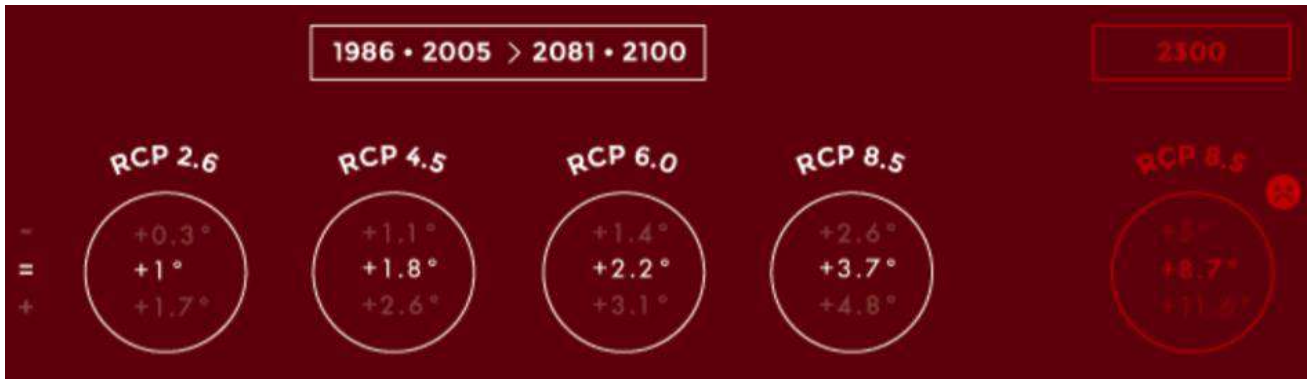 1986 • 2005 > 2081 • 2100
2300
RCP 2.6
RCP 4.5
RCP 6.0
RCP 8.5
RCP 8.5
- +0.3° +1.1° +1.4° +2.6°
= +1° +1.8° +2.2° +3.7° +8.7°
+ +1.7° +2.6° +3.1° +4.8°